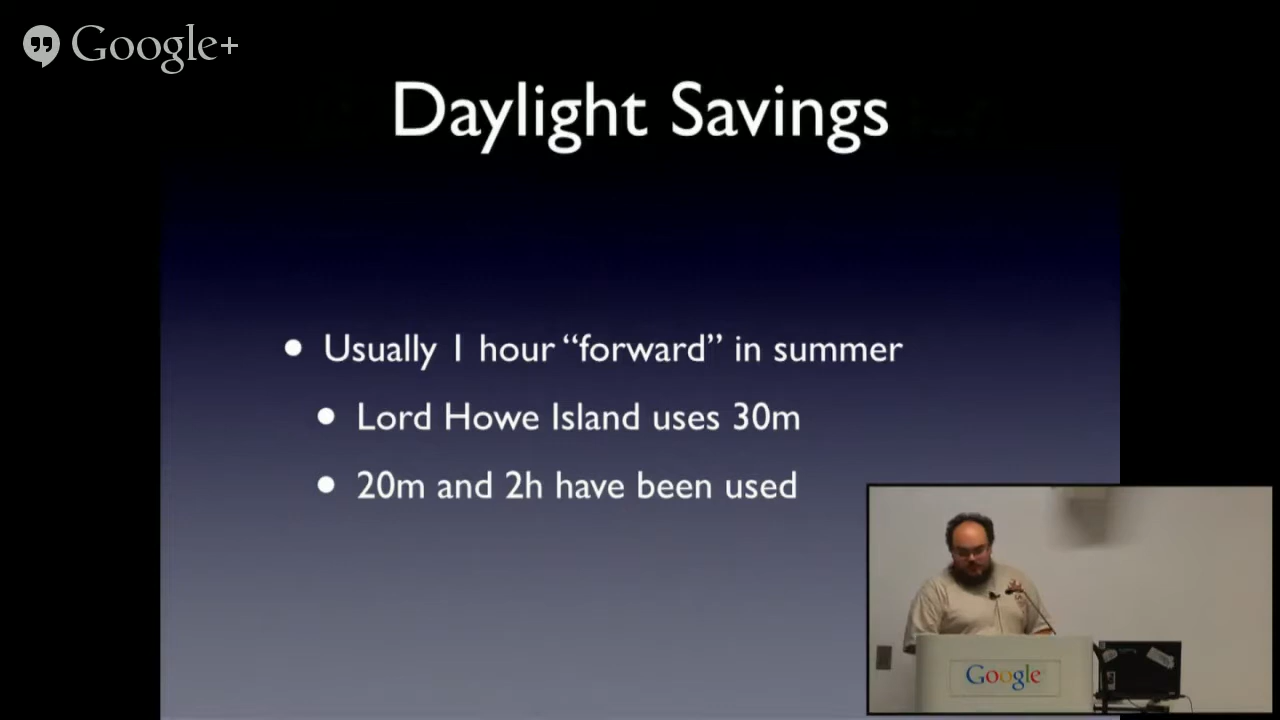 Google+
Daylight Savings
Usually 1 hour “forward” in summer
Lord Howe Island uses 30m
20m and 2h have been used
Google